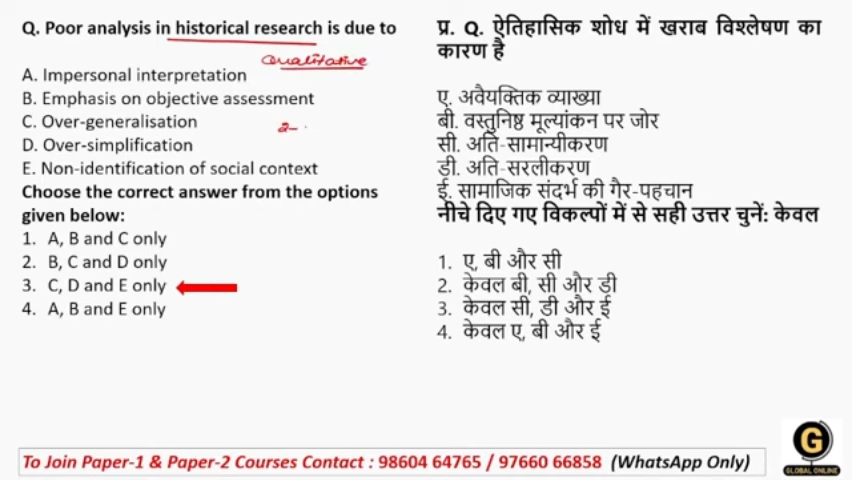 Q. Poor analysis in historical research is due to
Qualitative
A. Impersonal interpretation
B. Emphasis on objective assessment
C. Over-generalisation
2-
D. Over-simplification
E. Non-identification of social context
Choose the correct answer from the options
given below:
1. A, B and C only
2. B, C and D only
3. C, D and E only
4. A, B and E only
प्र. Q. ऐतिहासिक शोध में खराब विश्लेषण का
कारण है
ए. अवैयक्तिक व्याख्या
बी. वस्तुनिष्ठ मूल्यांकन पर जोर
सी. अति-सामान्यीकरण
डी. अति-सरलीकरण
ई. सामाजिक संदर्भ की गैर-पहचान
नीचे दिए गए विकल्पों में से सही उत्तर चुनें: केवल
1. ए, बी और सी
2. केवल बी, सी और डी
3. केवल सी, डी और ई
4. केवल ए, बी और ई
To Join Paper-1 & Paper-2 Courses Contact : 98604 64765 / 97660 66858 (WhatsApp Only)
G
GLOBAL ONLINE